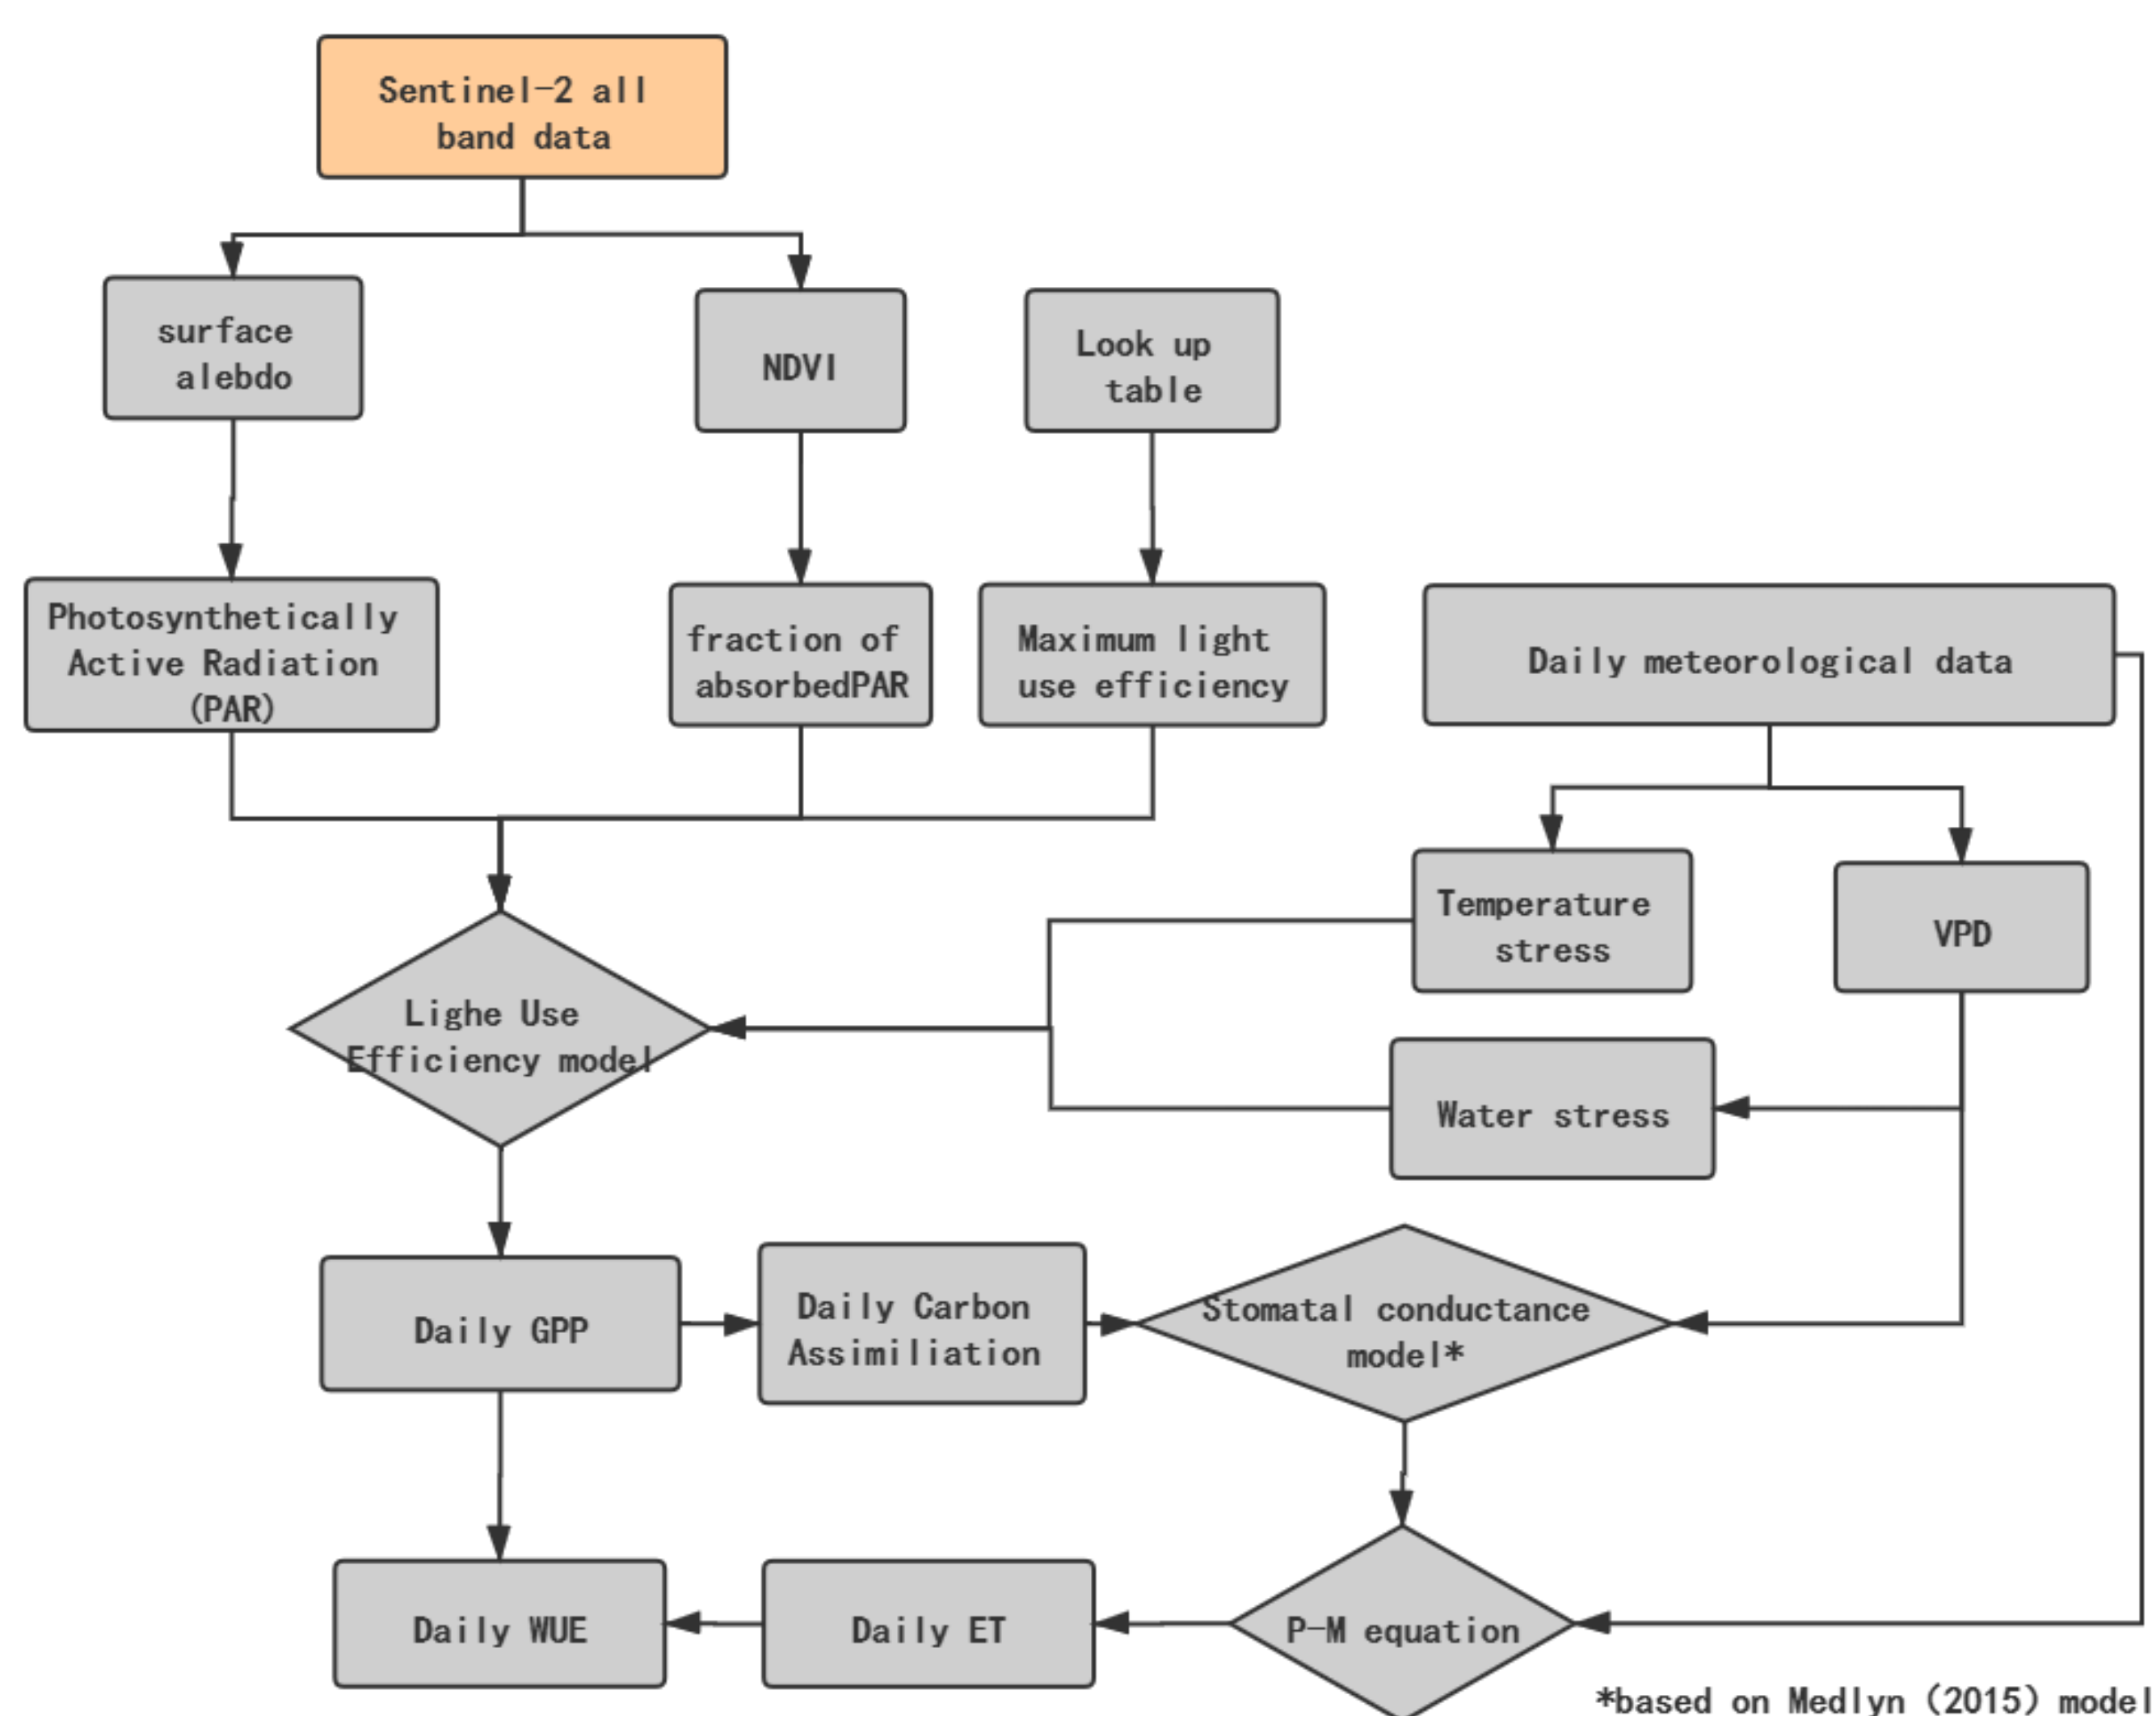 Sentinel-2 all
band data
surface
alebdo
NDVI
Look up
table
Photosynthetically
Active Radiation
(PAR)
fraction of
absorbedPAR
Maximum light
use efficiency
Daily meteorological data
Temperature
stress
VPD
Lighe Use
Efficiency model
Water stress
Daily GPP
Daily Carbon
Assimiliation
Stomatal conductance
model*
Daily WUE
Daily ET
P-M equation
*based on Medlyn (2015) model